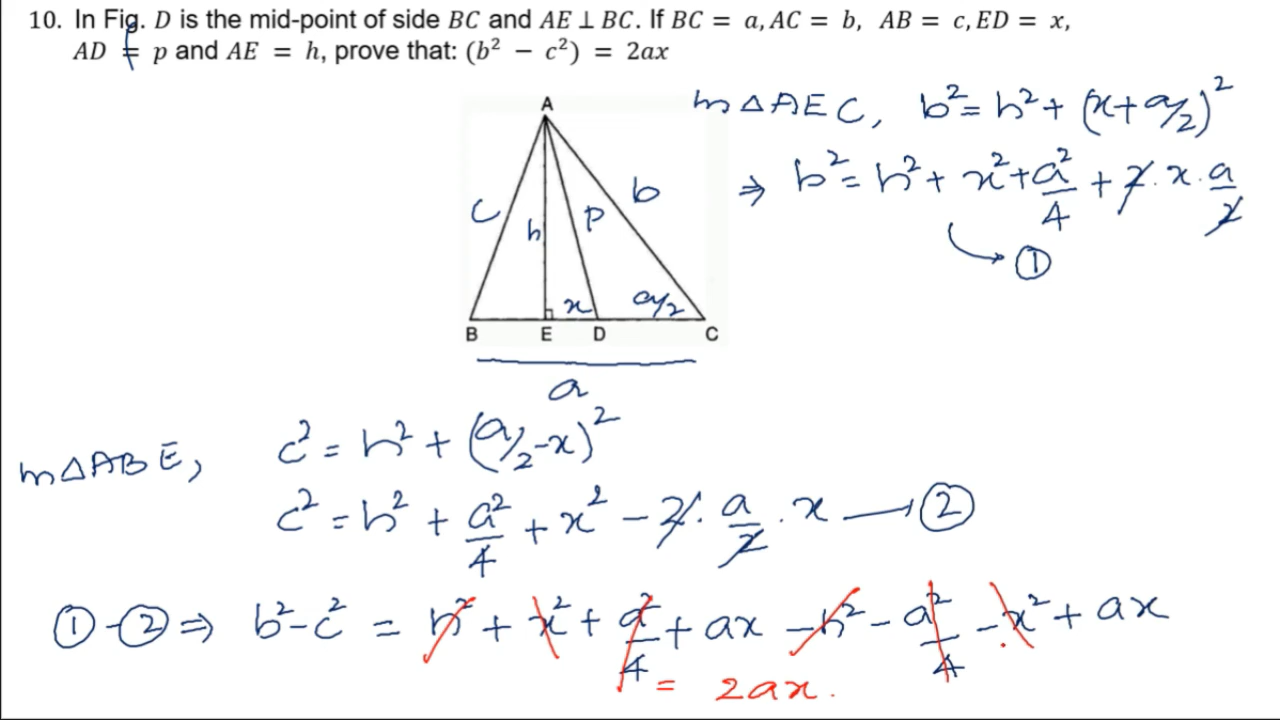 10. In Fig. D is the mid-point of side BC and AE ⊥ BC. If BC = a, AC = b, AB = c, ED = x,
AD = p and AE = h, prove that: (b² − c²) = 2ax
A
In △AEC, b² = h² + (x + a/2)²
⇒ b² = h² + x² + a²/4 + 2 · x · a/2
① 
c h p b
x a/2
B E D C
a
In △ABE, c² = h² + (a/2 − x)²
c² = h² + a²/4 + x² − 2 · a/2 · x — ②
① - ② ⇒ b² − c² = h² + x² + a²/4 + ax − h² − a²/4 − x² + ax
= 2ax.